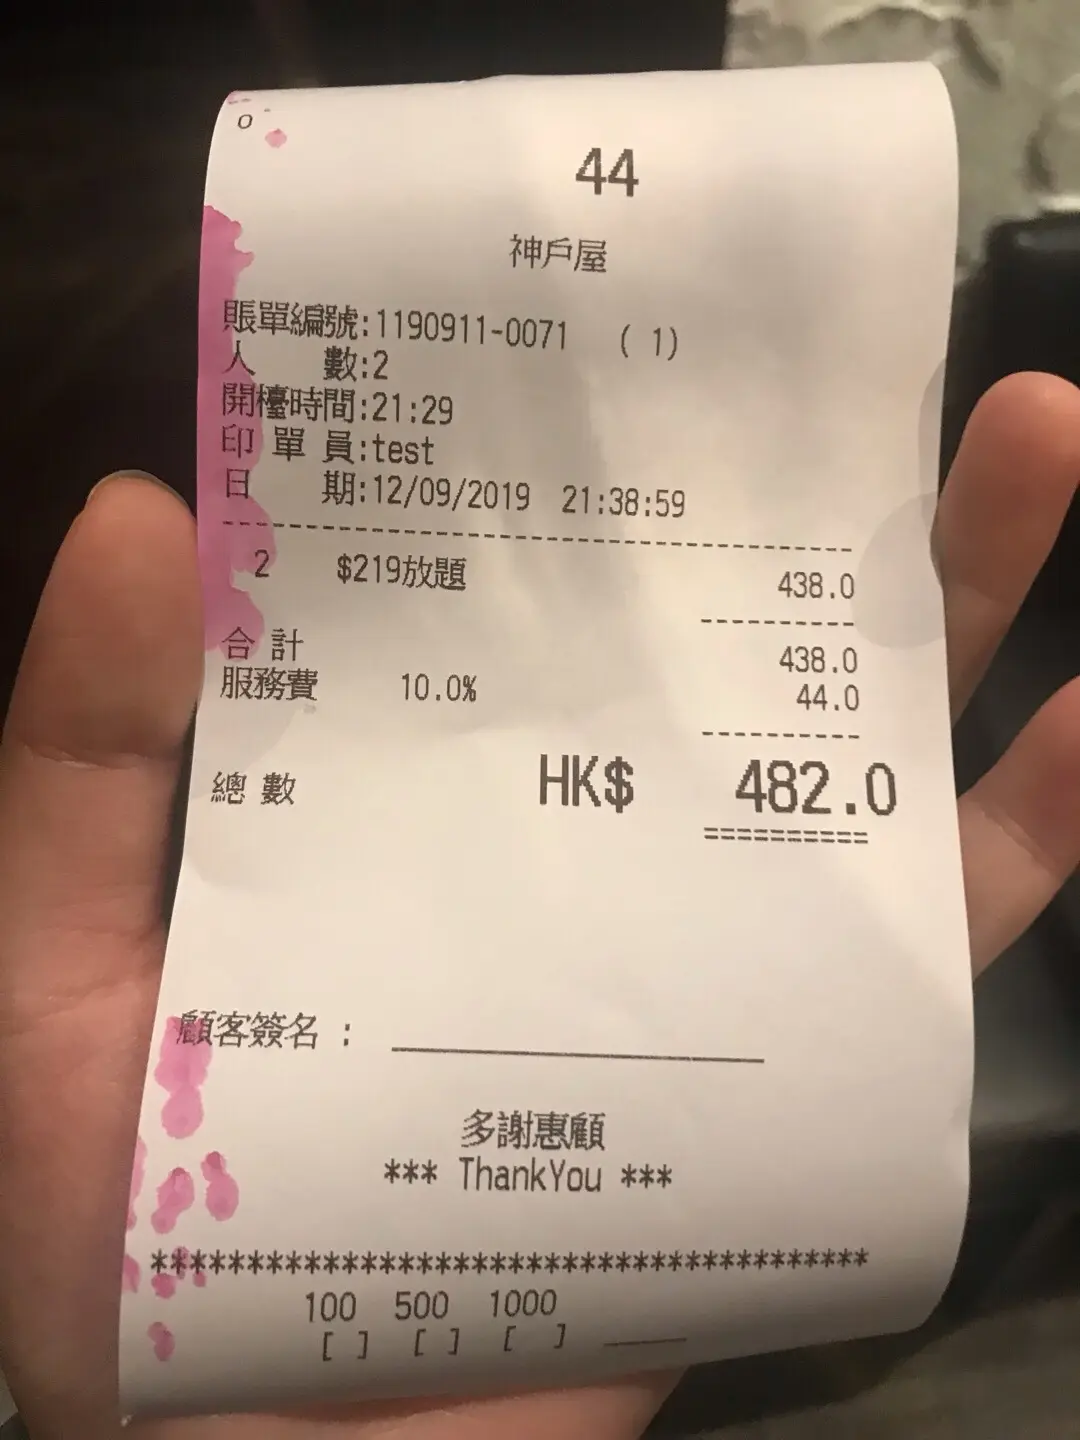 o
44
神戶屋
賬單編號:1190911-0071 ( 1)
人 數:2
開檯時間:21:29
印 單 員:test
日 期:12/09/2019 21:38:59
--------------------------------------
2 $219放題 438.0
----------
合 計 438.0
服務費 10.0% 44.0
----------
總 數 HK$ 482.0
==========
顧客簽名 : ____________________
多謝惠顧
*** ThankYou ***
**************************************
100 500 1000
[ ] [ ] [ ] _____